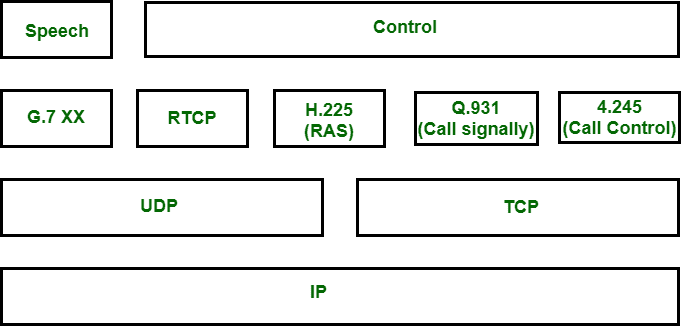 Speech
Control
G.7 XX
RTCP
H.225
(RAS)
Q.931
(Call signally)
4.245
(Call Control)
UDP
TCP
IP